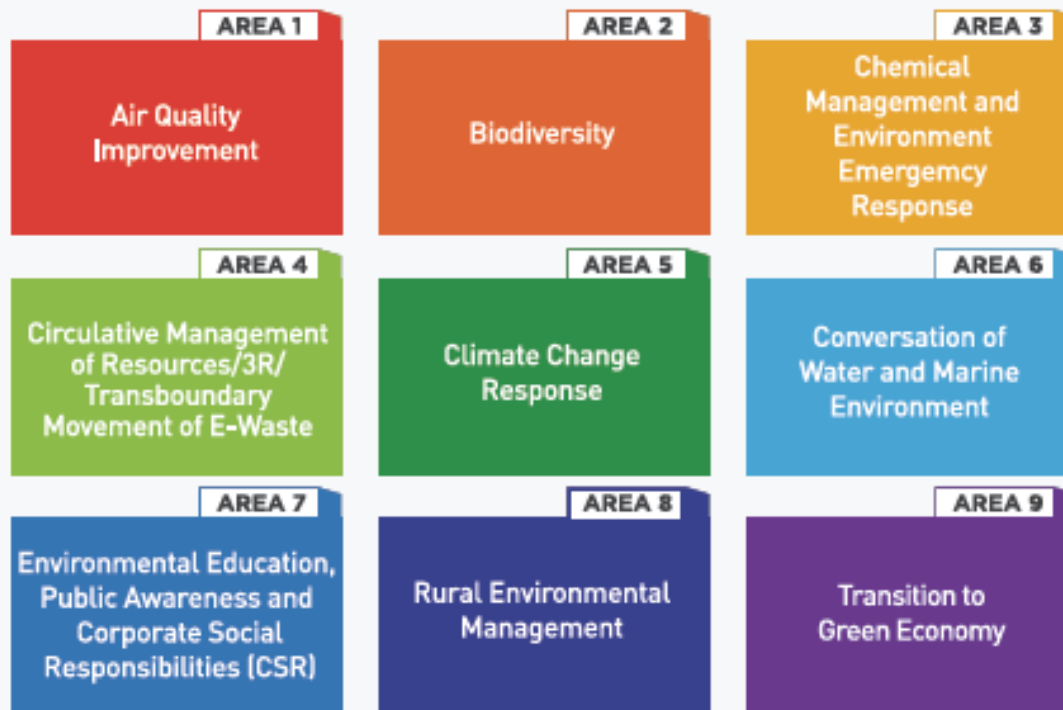 AREA 1
Air Quality
Improvement
AREA 2
Biodiversity
AREA 3
Chemical
Management and
Environment
Emergemcy
Response
AREA 4
Circulative Management
of Resources/3R/
Transboundary
Movement of E-Waste
AREA 5
Climate Change
Response
AREA 6
Conversation of
Water and Marine
Environment
AREA 7
Environmental Education,
Public Awareness and
Corporate Social
Responsibilities (CSR)
AREA 8
Rural Environmental
Management
AREA 9
Transition to
Green Economy